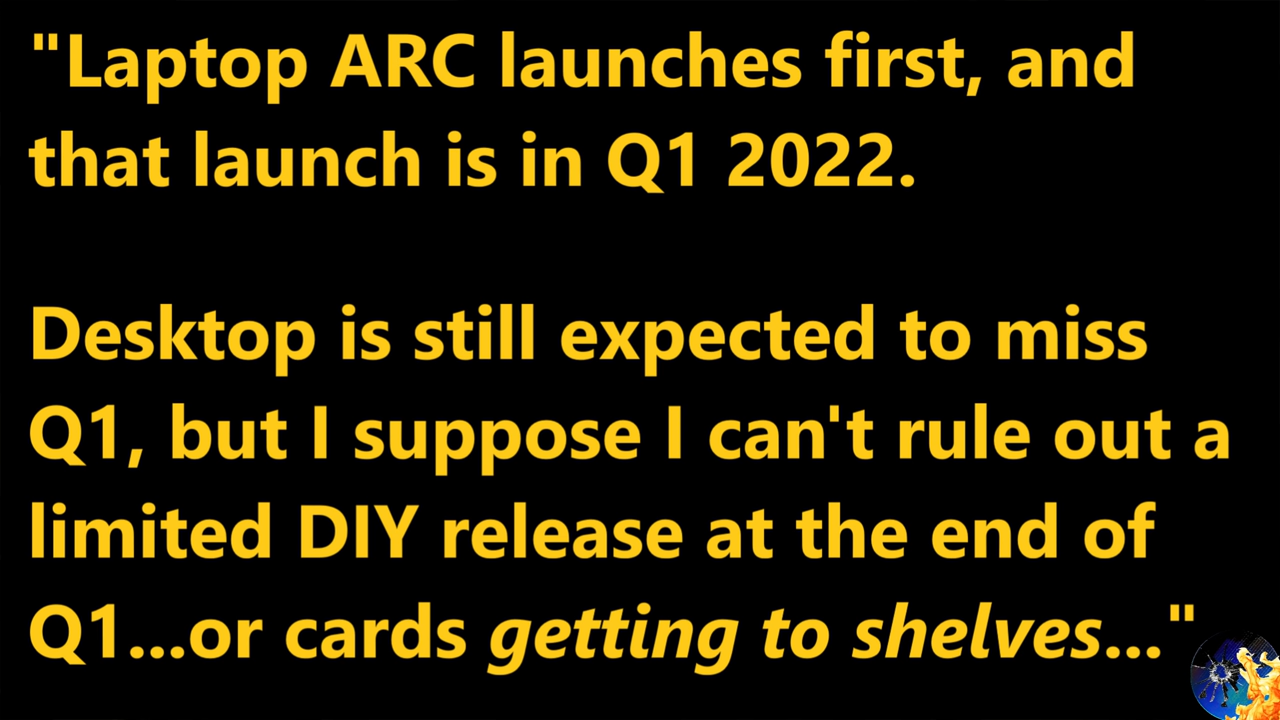 "Laptop ARC launches first, and
that launch is in Q1 2022.
Desktop is still expected to miss
Q1, but I suppose I can't rule out a
limited DIY release at the end of
Q1...or cards getting to shelves..."